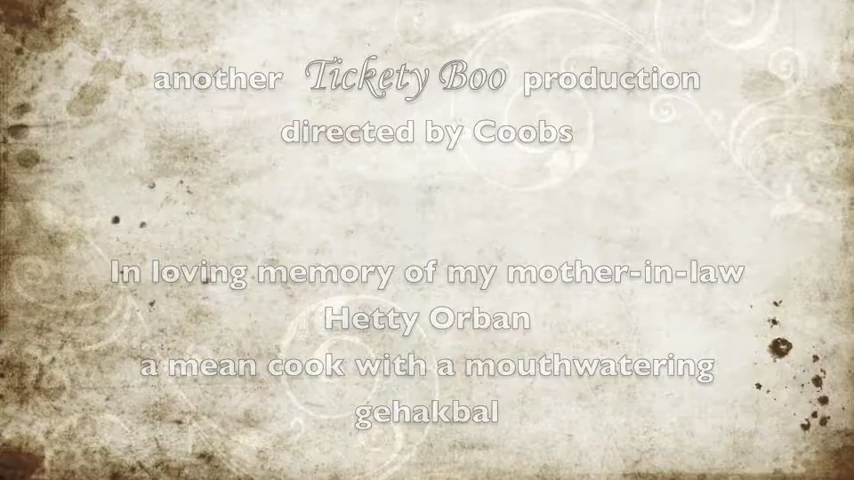 another Tickety Boo production
directed by Coobs
In loving memory of my mother-in-law
Hetty Orban
a mean cook with a mouthwatering
gehakbal